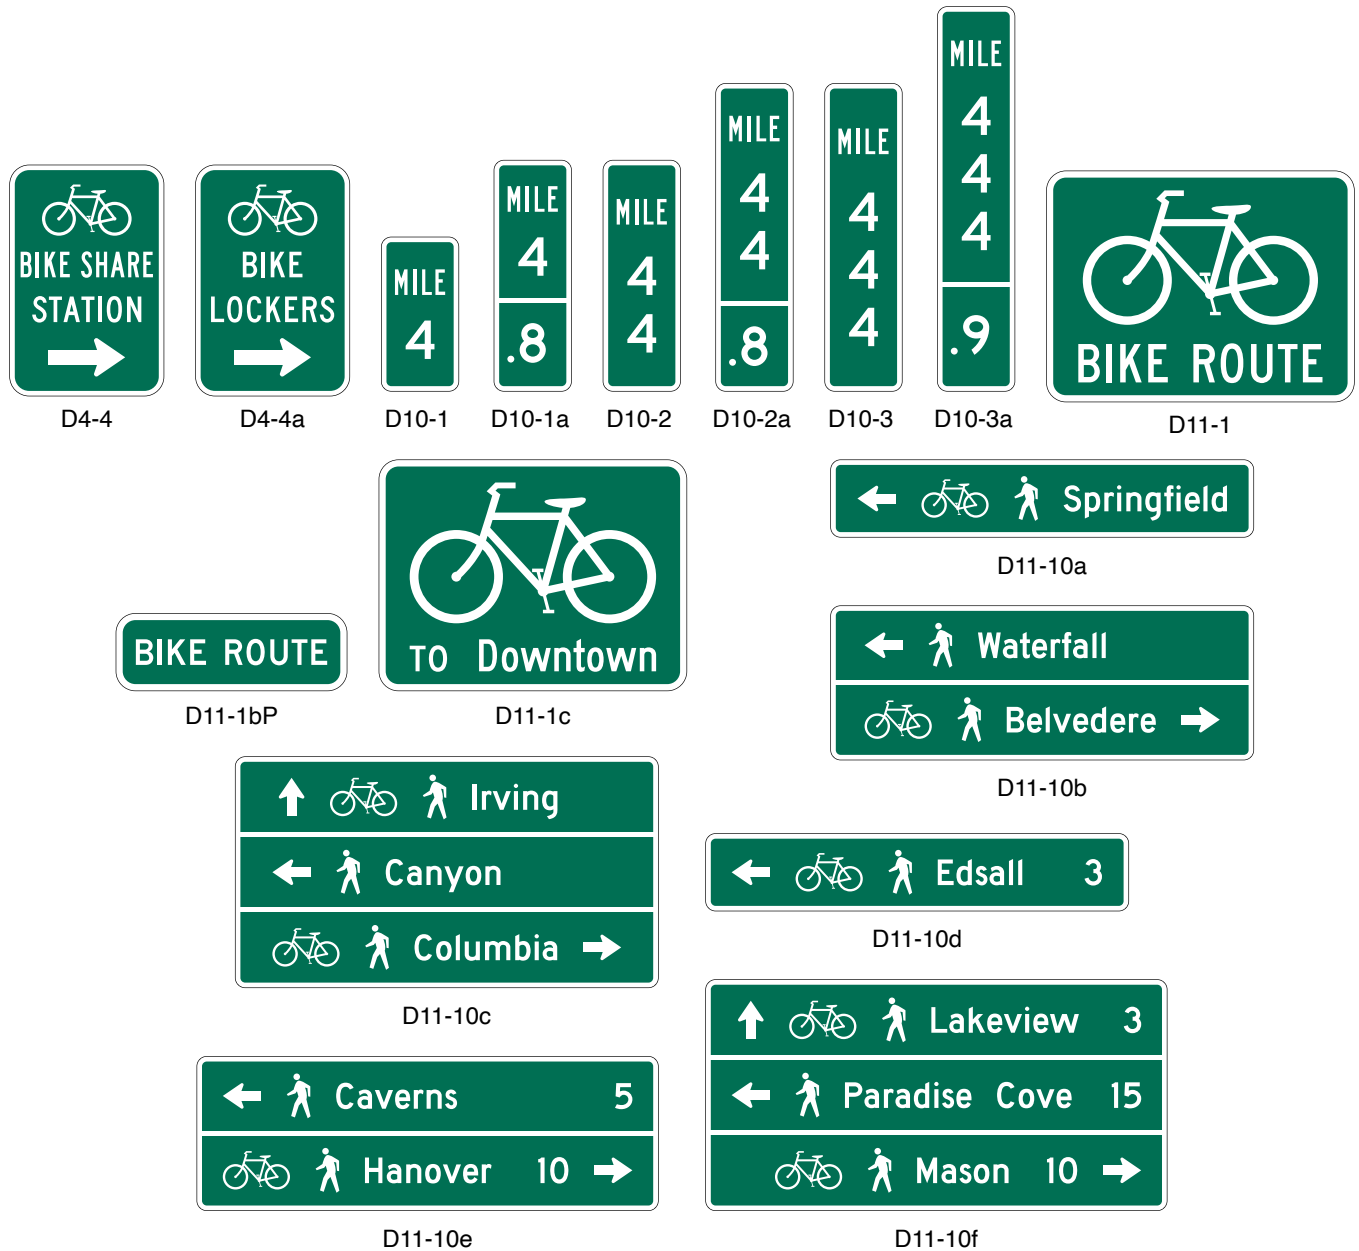 BIKE SHARE
STATION
D4-4
BIKE
LOCKERS
D4-4a
MILE
4
D10-1
MILE
4
.8
D10-1a
MILE
4
4
D10-2
MILE
4
4
.8
D10-2a
MILE
4
4
4
D10-3
MILE
4
4
4
.9
D10-3a
BIKE ROUTE
D11-1
BIKE ROUTE
D11-1bP
TO Downtown
D11-1c
Springfield
D11-10a
Waterfall
Belvedere
D11-10b
Irving
Canyon
Columbia
D11-10c
Edsall 3
D11-10d
Caverns 5
Hanover 10
D11-10e
Lakeview 3
Paradise Cove 15
Mason 10
D11-10f